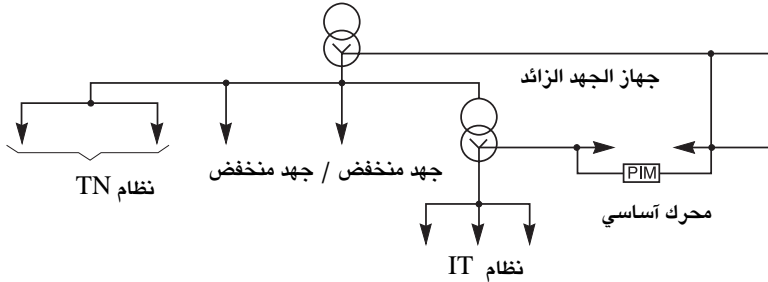 جهاز الجهد الزائد
PIM
جهد منخفض / جهد منخفض
نظام TN
محرك آساسي
نظام IT